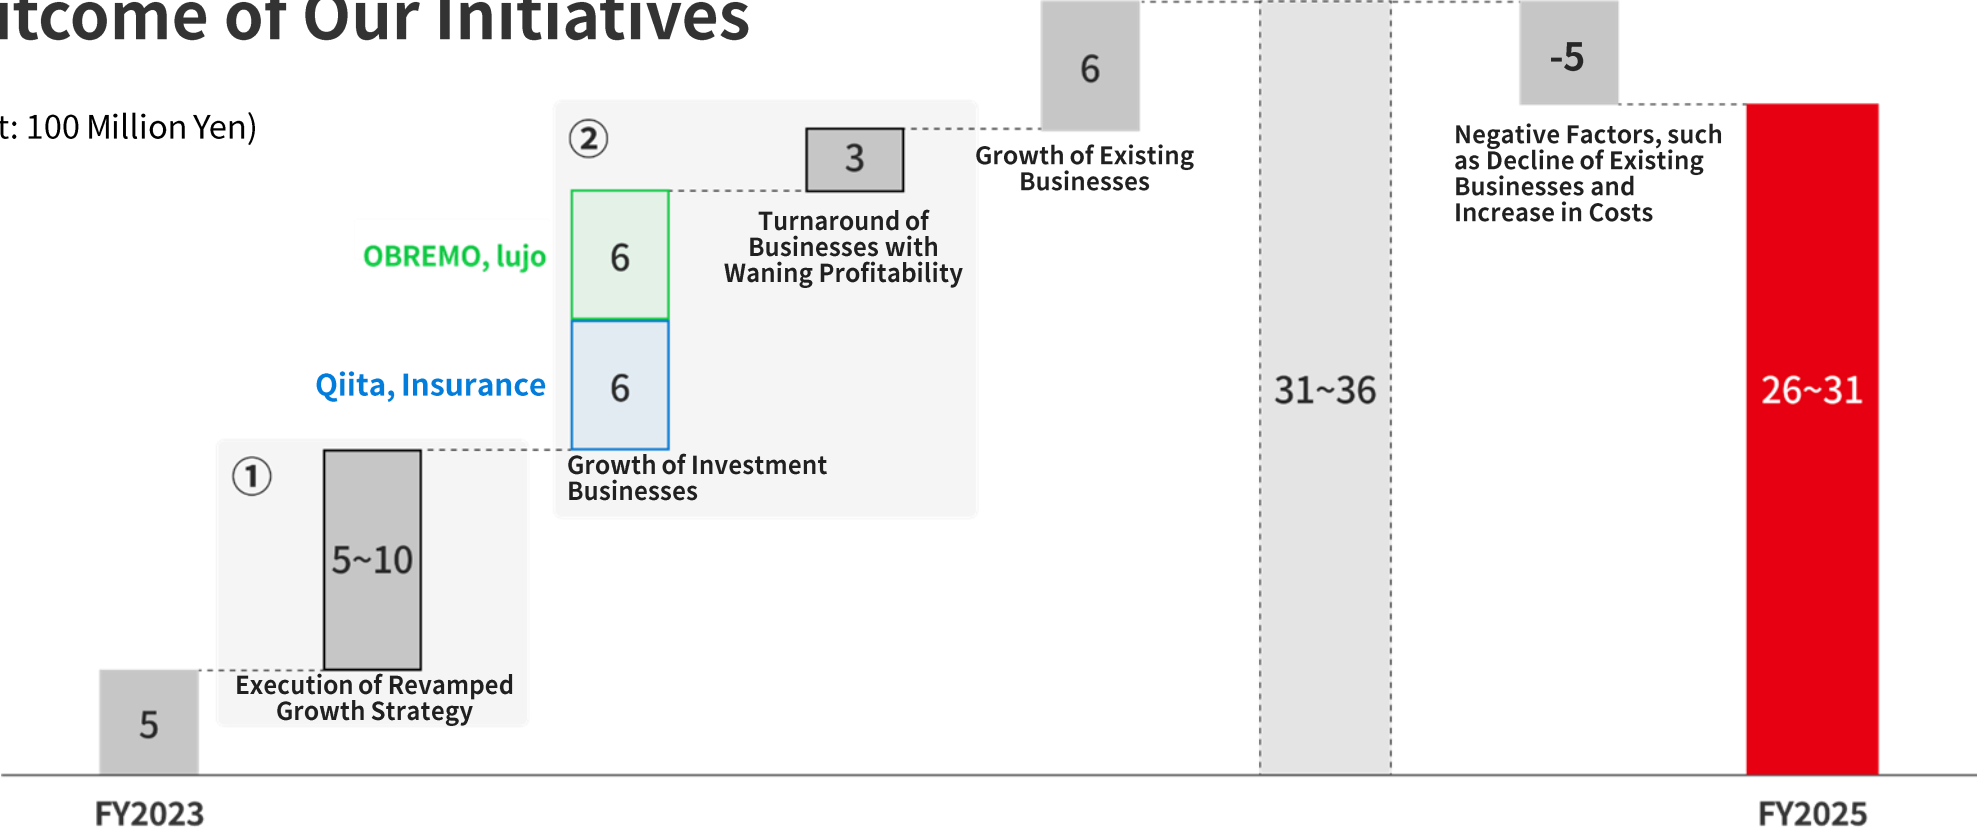 of Our Initiatives
100 Million Yen)
6
-5
②
3
Growth of Existing
Businesses
Negative Factors, such
as Decline of Existing
Businesses and
Increase in Costs
OBREMO, lujo
6
Turnaround of
Businesses with
Waning Profitability
Qiita, Insurance
6
31~36
26~31
Growth of Investment
Businesses
①
5~10
Execution of Revamped
Growth Strategy
5
FY2023
FY2025